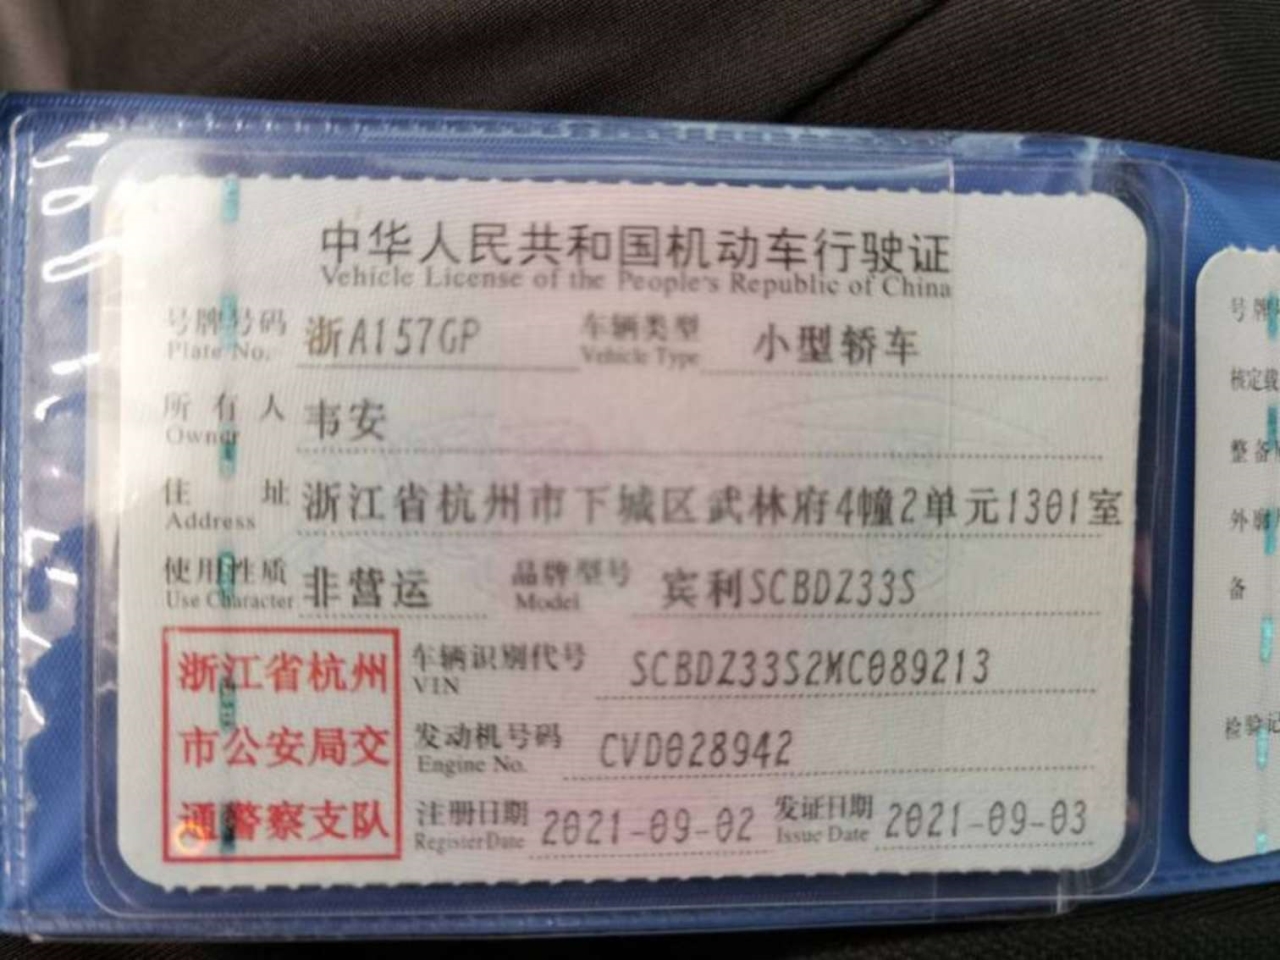 中华人民共和国机动车行驶证
Vehicle License of the People's Republic of China
号牌号码 浙A157GP 车辆类型 小型轿车
Plate No. Vehicle Type
所有人 韦安
Owner
住址 浙江省杭州市下城区武林府4幢2单元1301室
Address
使用性质 非营运 品牌型号 宾利SCBDZ33S
Use Character Model
浙江省杭州
市公安局交
通警察支队
车辆识别代号 SCBDZ33S2MC089213
VIN
发动机号码 CVD028942
Engine No.
注册日期 2021-09-02 发证日期 2021-09-03
Register Date Issue Date
号牌
核定载
整备
外廓
备
检验记